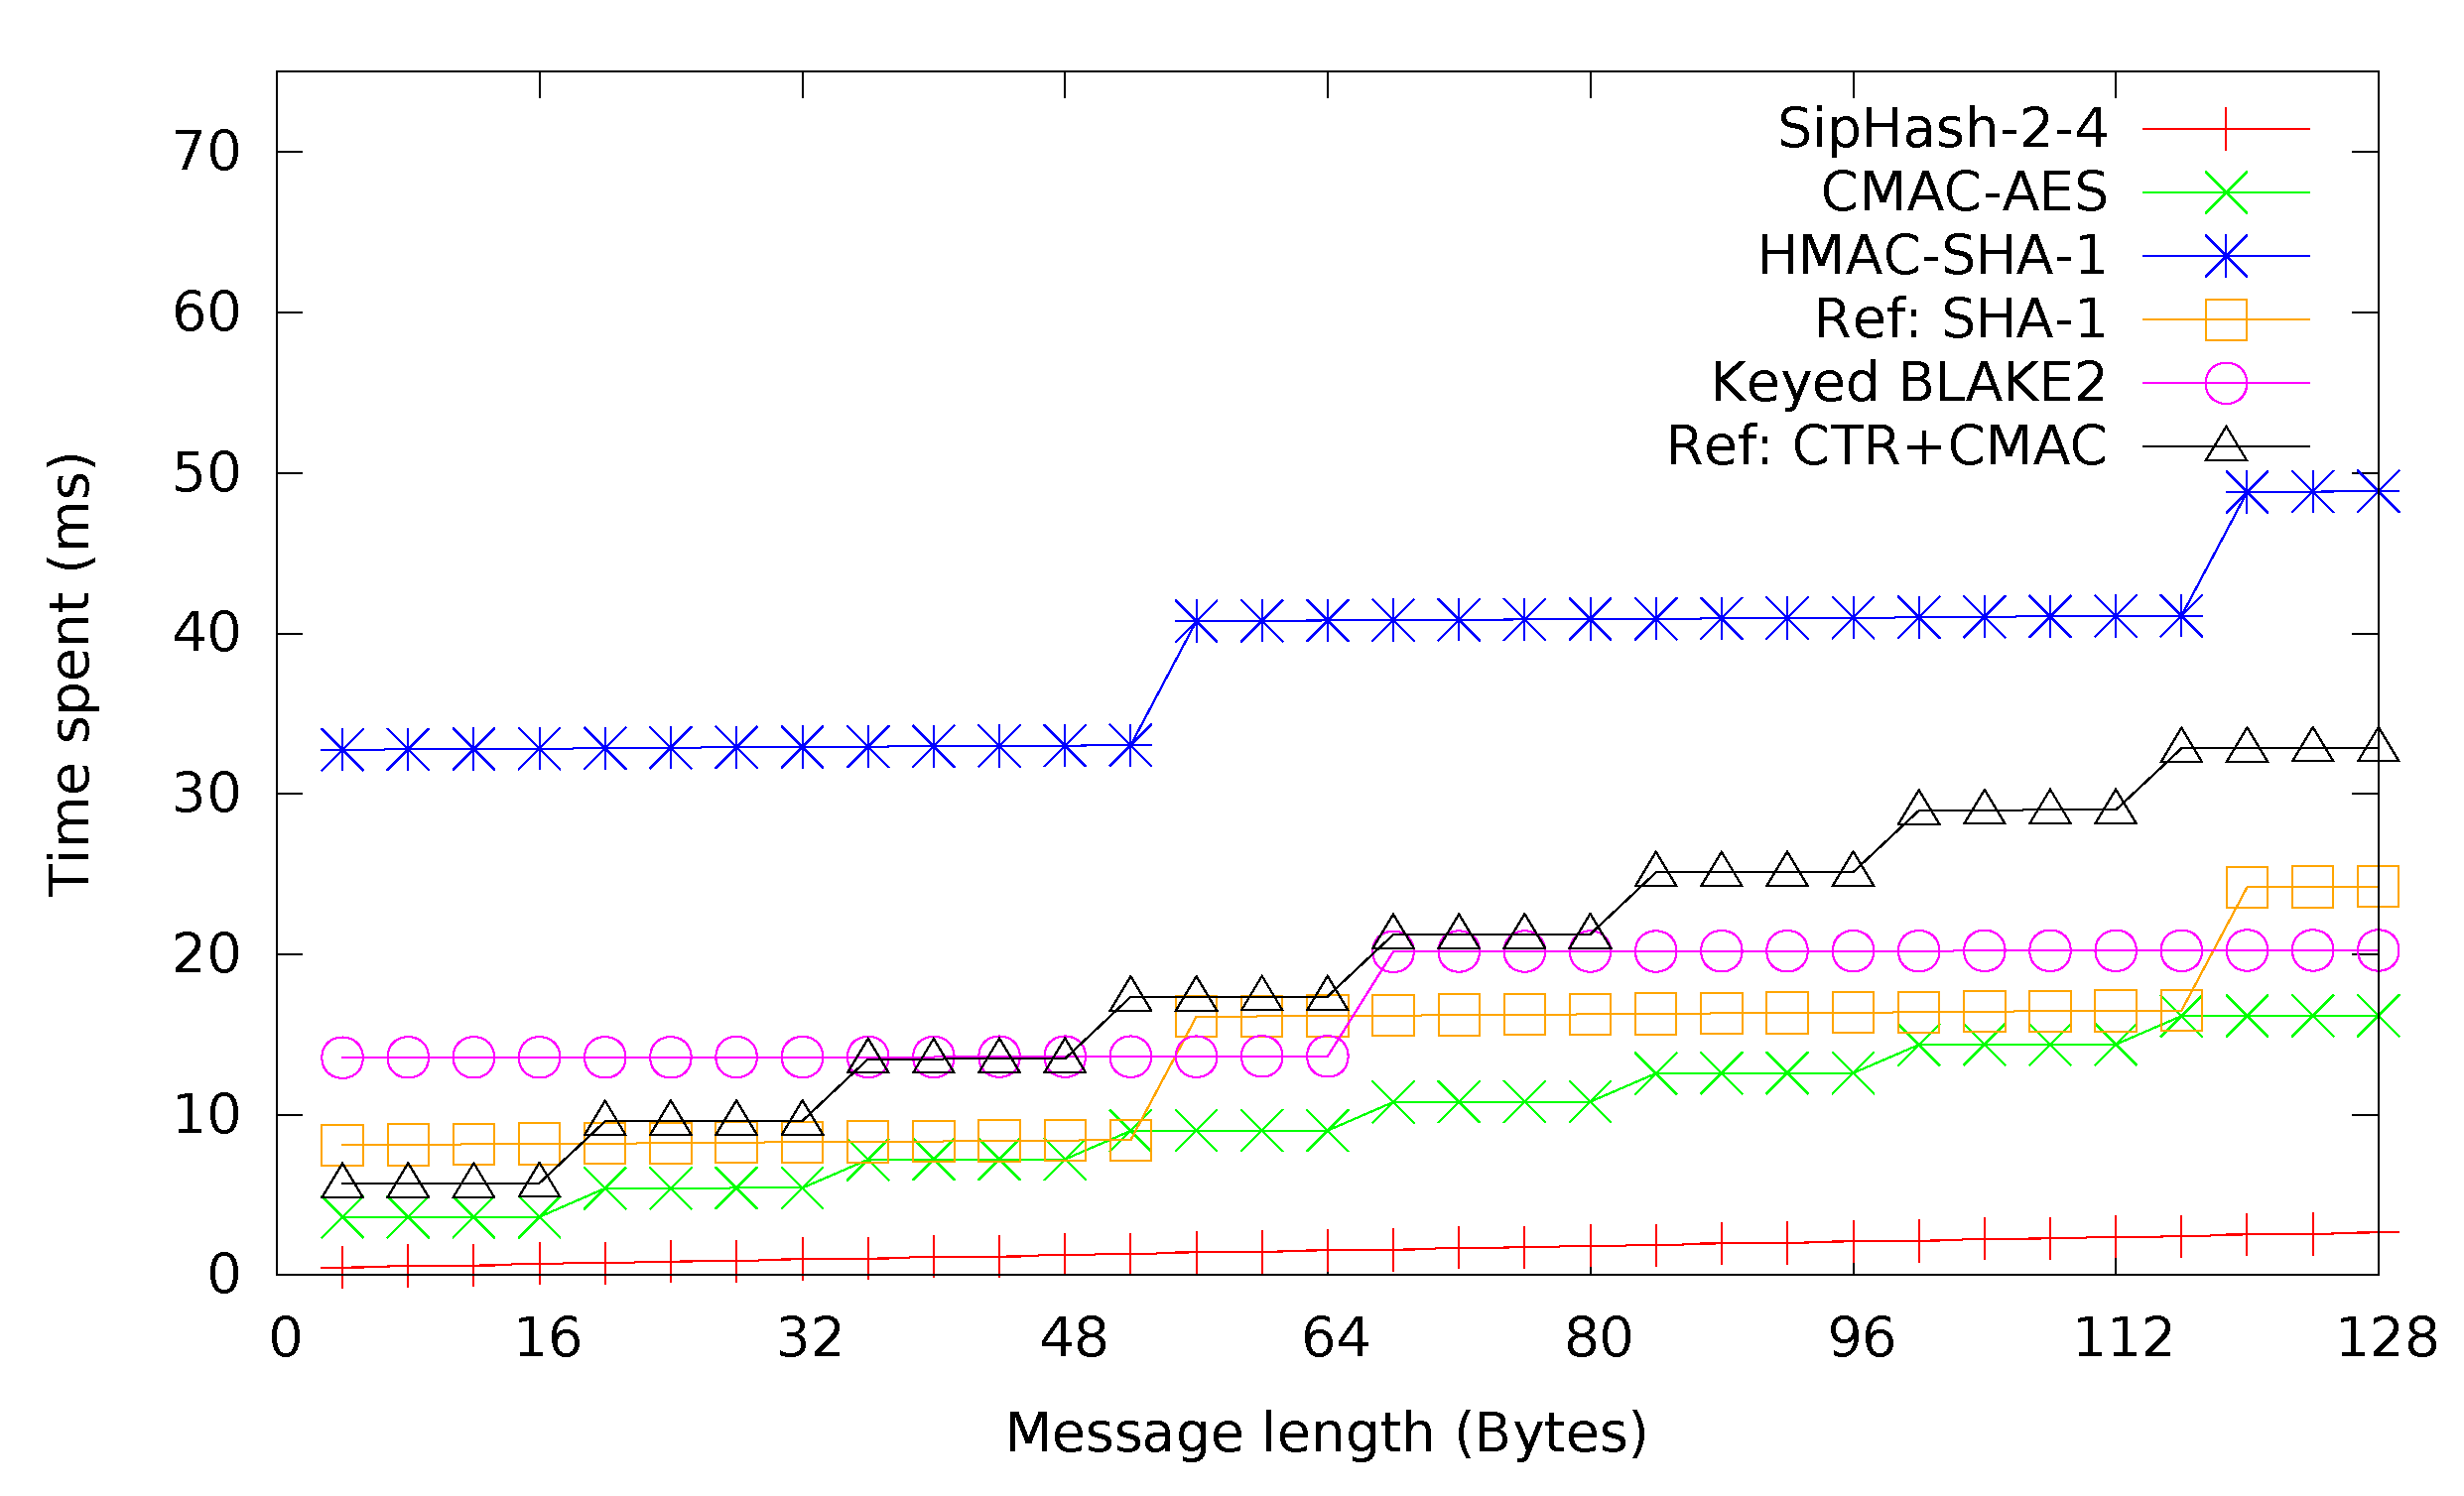 SipHash-2-4
CMAC-AES
HMAC-SHA-1
Ref: SHA-1
Keyed BLAKE2
Ref: CTR+CMAC
70
60
50
40
30
20
10
0
Time spent (ms)
0 16 32 48 64 80 96 112 128
Message length (Bytes)